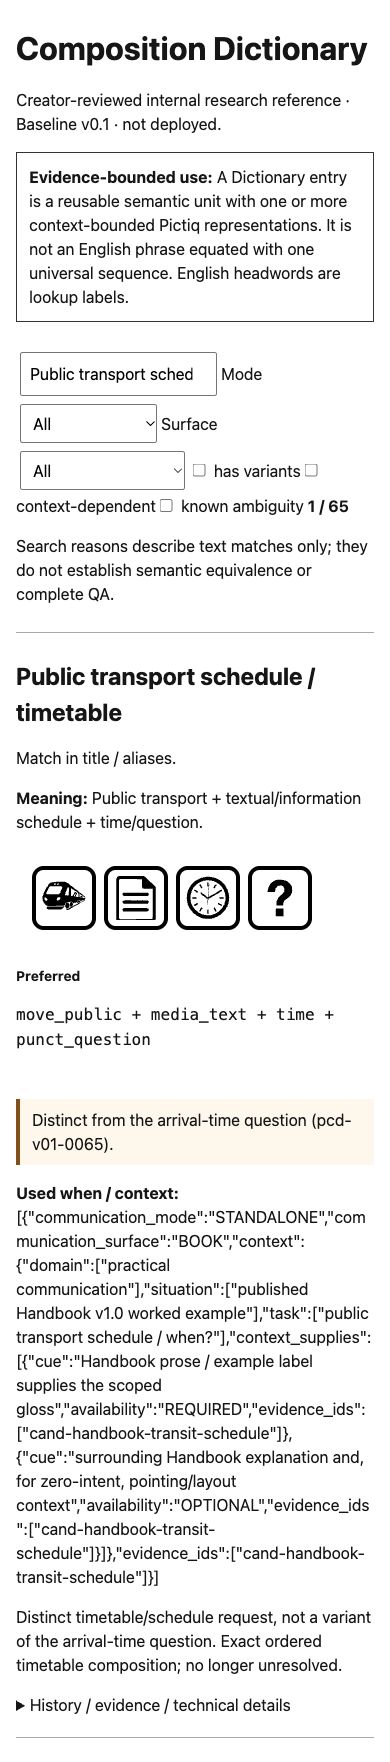 Composition Dictionary
Creator-reviewed internal research reference ·
Baseline v0.1 · not deployed.
Evidence-bounded use: A Dictionary entry
is a reusable semantic unit with one or more
context-bounded Pictiq representations. It is
not an English phrase equated with one
universal sequence. English headwords are
lookup labels.
Public transport sched Mode
All Surface
All has variants
context-dependent known ambiguity 1 / 65
Search reasons describe text matches only; they
do not establish semantic equivalence or
complete QA.
Public transport schedule /
timetable
Match in title / aliases.
Meaning: Public transport + textual/information
schedule + time/question.
?
Preferred
move_public + media_text + time +
punct_question
Distinct from the arrival-time question (pcd-
v01-0065).
Used when / context:
[{"communication_mode":"STANDALONE","com
munication_surface":"BOOK","context":
{"domain":["practical
communication"],"situation":["published
Handbook v1.0 worked example"],"task":["public
transport schedule / when?"],"context_supplies":
[{"cue":"Handbook prose / example label
supplies the scoped
gloss","availability":"REQUIRED","evidence_ids":
["cand-handbook-transit-schedule"]},
{"cue":"surrounding Handbook explanation and,
for zero-intent, pointing/layout
context","availability":"OPTIONAL","evidence_ids
":["cand-handbook-transit-
schedule"]}]},"evidence_ids":["cand-handbook-
transit-schedule"]}]
Distinct timetable/schedule request, not a variant
of the arrival-time question. Exact ordered
timetable composition; no longer unresolved.
History / evidence / technical details